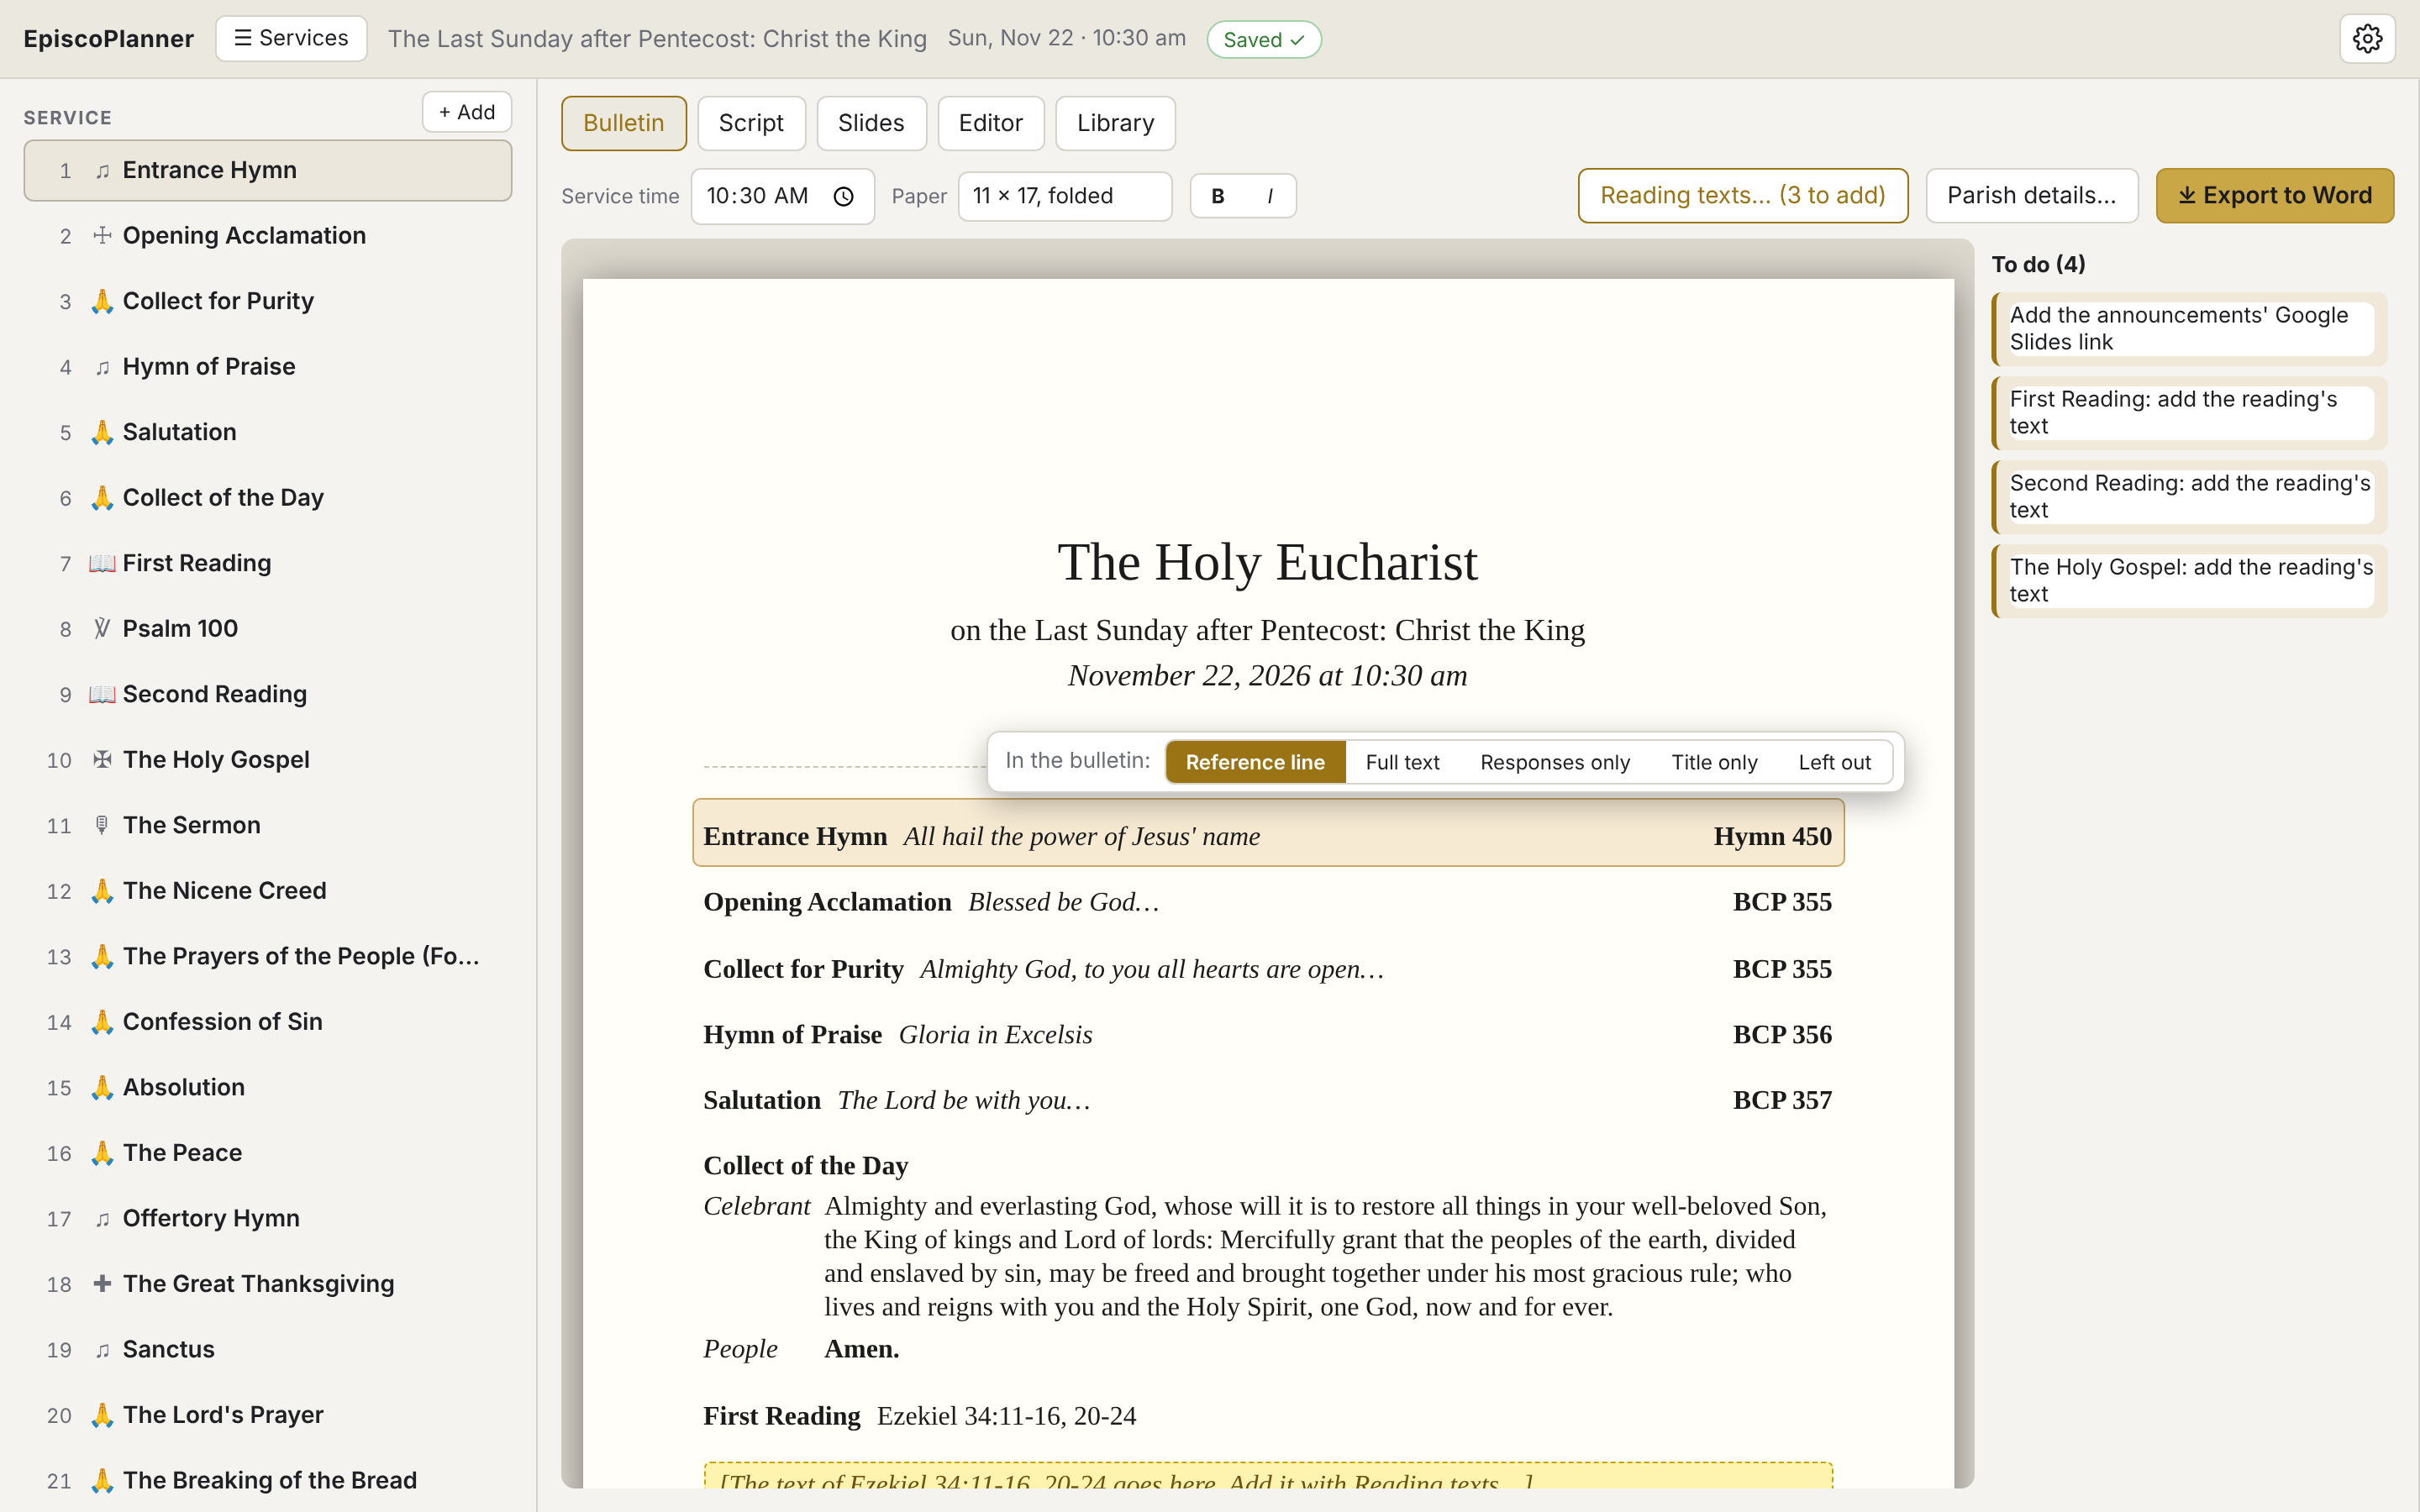 EpiscoPlanner
☰ Services
The Last Sunday after Pentecost: Christ the King
Sun, Nov 22 · 10:30 am
Saved ✓
SERVICE
+ Add
1 Entrance Hymn
2 Opening Acclamation
3 Collect for Purity
4 Hymn of Praise
5 Salutation
6 Collect of the Day
7 First Reading
8 Psalm 100
9 Second Reading
10 The Holy Gospel
11 The Sermon
12 The Nicene Creed
13 The Prayers of the People (Fo…
14 Confession of Sin
15 Absolution
16 The Peace
17 Offertory Hymn
18 The Great Thanksgiving
19 Sanctus
20 The Lord's Prayer
21 The Breaking of the Bread
Bulletin
Script
Slides
Editor
Library
Service time 10:30 AM
Paper 11 × 17, folded
B I
Reading texts… (3 to add)
Parish details…
Export to Word
The Holy Eucharist
on the Last Sunday after Pentecost: Christ the King
November 22, 2026 at 10:30 am
In the bulletin: Reference line Full text Responses only Title only Left out
Entrance Hymn All hail the power of Jesus' name Hymn 450
Opening Acclamation Blessed be God… BCP 355
Collect for Purity Almighty God, to you all hearts are open… BCP 355
Hymn of Praise Gloria in Excelsis BCP 356
Salutation The Lord be with you… BCP 357
Collect of the Day
Celebrant Almighty and everlasting God, whose will it is to restore all things in your well-beloved Son,
the King of kings and Lord of lords: Mercifully grant that the peoples of the earth, divided
and enslaved by sin, may be freed and brought together under his most gracious rule; who
lives and reigns with you and the Holy Spirit, one God, now and for ever.
People Amen.
First Reading Ezekiel 34:11-16, 20-24
[The text of Ezekiel 34:11-16, 20-24 goes here. Add it with Reading texts…]
To do (4)
Add the announcements' Google
Slides link
First Reading: add the reading's
text
Second Reading: add the reading's
text
The Holy Gospel: add the reading's
text